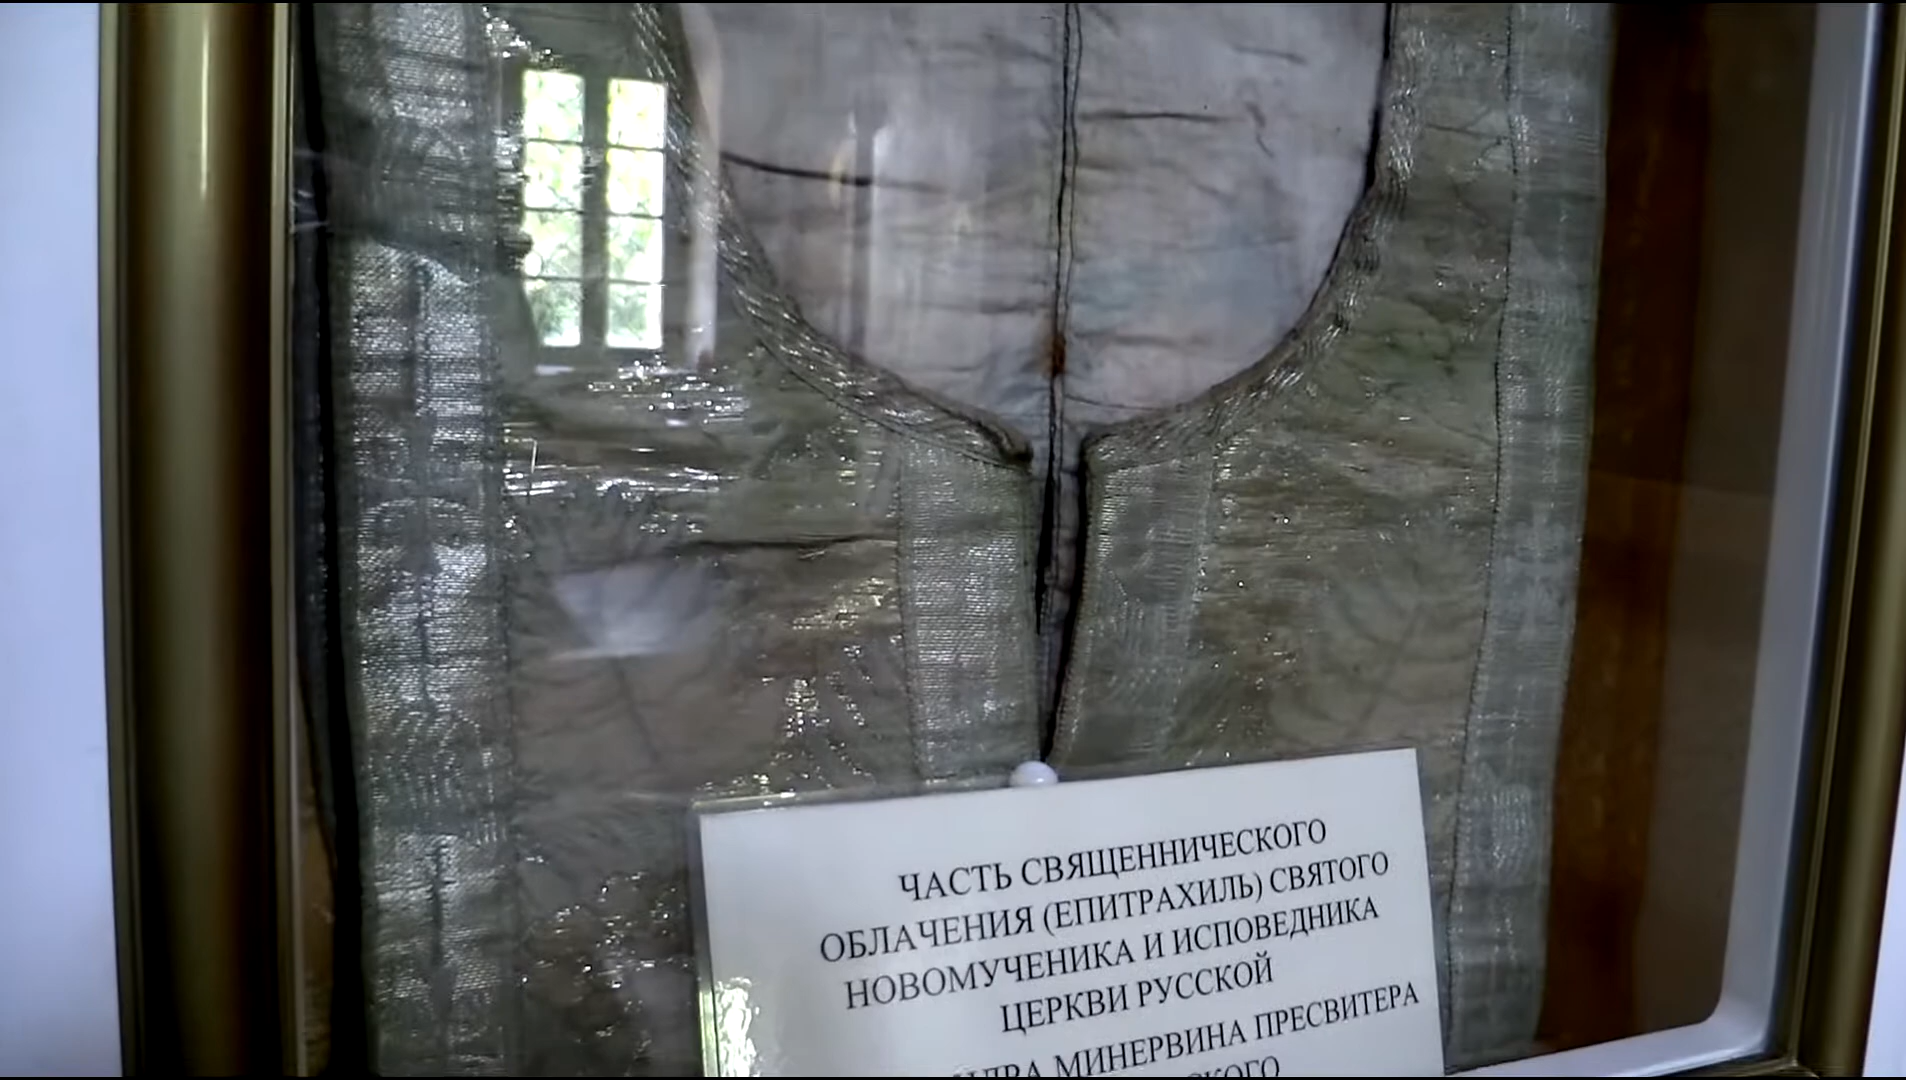 ЧАСТЬ СВЯЩЕННИЧЕСКОГО
ОБЛАЧЕНИЯ (ЕПИТРАХИЛЬ) СВЯТОГО
НОВОМУЧЕНИКА И ИСПОВЕДНИКА
ЦЕРКВИ РУССКОЙ
МИНЕРВИНА ПРЕСВИТЕРА